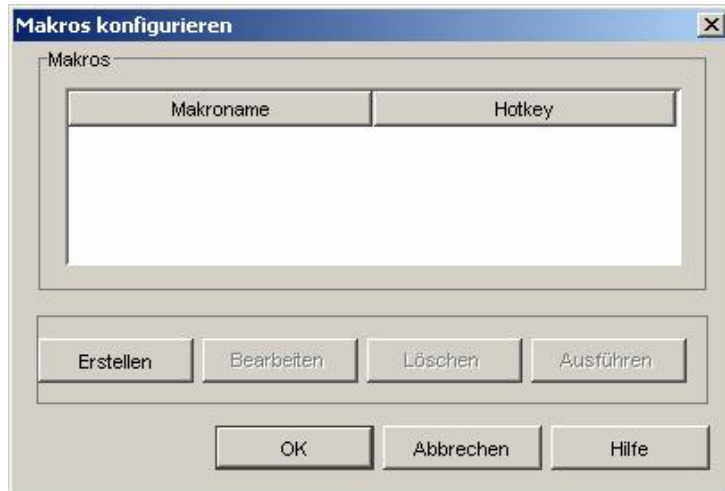 Makros konfigurieren
Makros
Makroname Hotkey
Erstellen Bearbeiten Löschen Ausführen
OK Abbrechen Hilfe